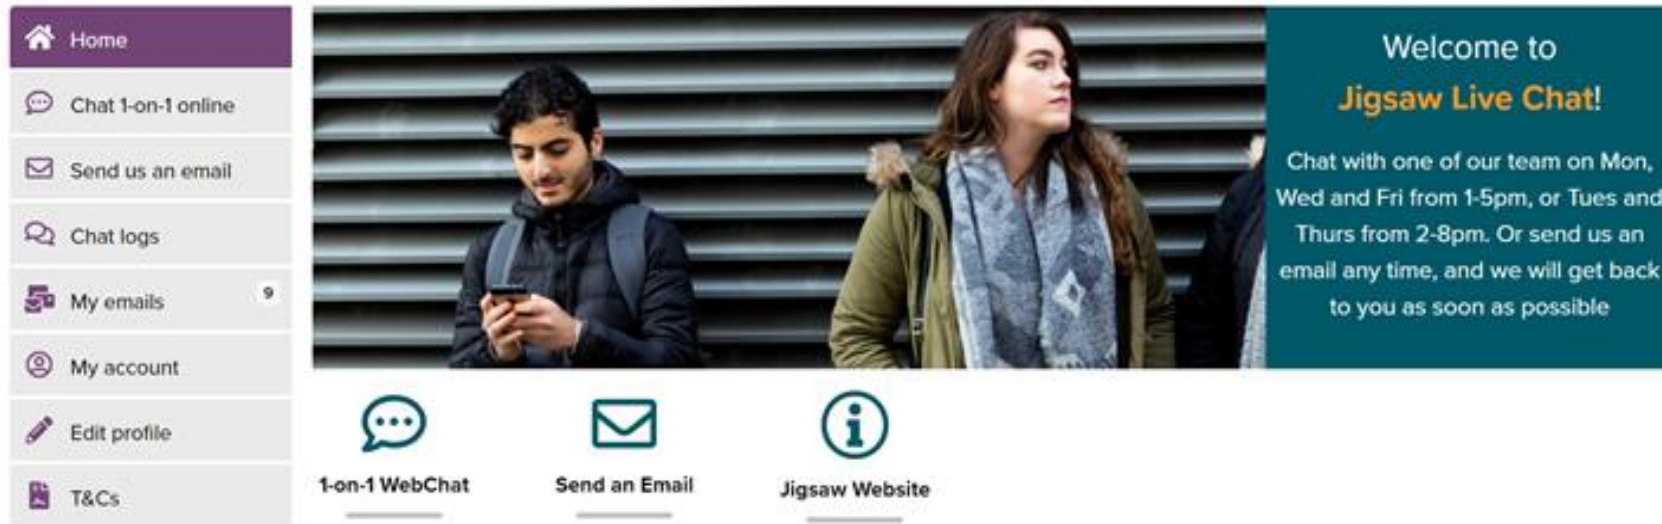 Home
Chat 1-on-1 online
Send us an email
Chat logs
My emails 9
My account
Edit profile
T&Cs
Welcome to
Jigsaw Live Chat!
Chat with one of our team on Mon,
Wed and Fri from 1-5pm, or Tues and
Thurs from 2-8pm. Or send us an
email any time, and we will get back
to you as soon as possible
1-on-1 WebChat
Send an Email
Jigsaw Website